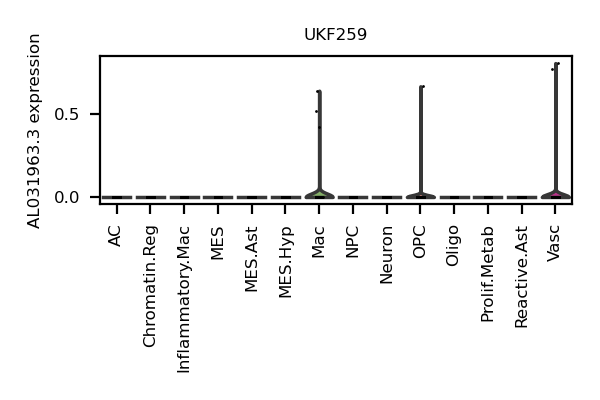 UKF259
AL031963.3 expression
0.5
0.0
AC
Chromatin.Reg
Inflammatory.Mac
MES
MES.Ast
MES.Hyp
Mac
NPC
Neuron
OPC
Oligo
Prolif.Metab
Reactive.Ast
Vasc